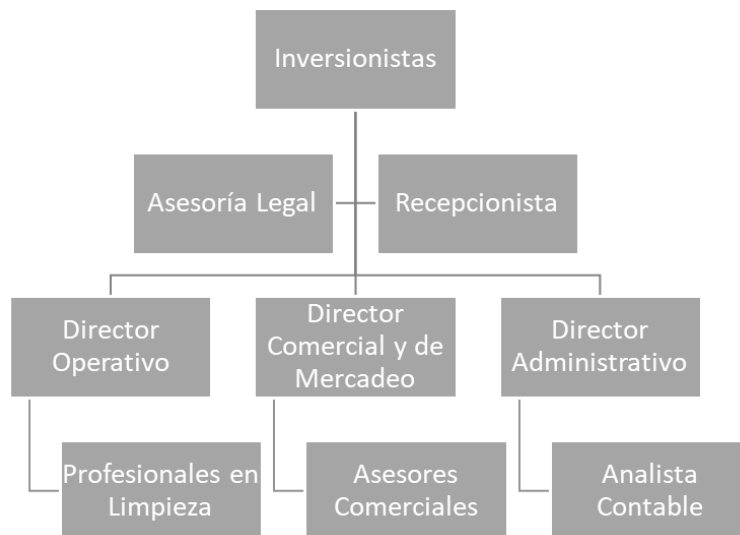 Inversionistas
Asesoría Legal
Recepcionista
Director
Operativo
Director
Comercial y de
Mercadeo
Director
Administrativo
Profesionales en
Limpieza
Asesores
Comerciales
Analista
Contable